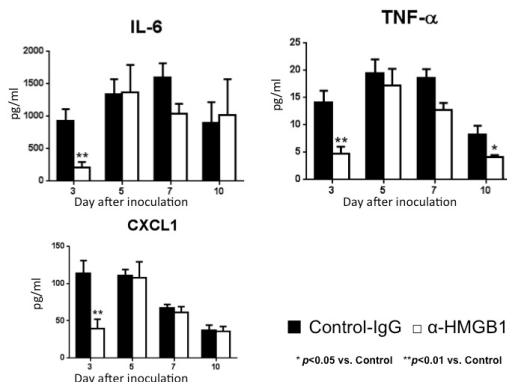 IL-6
2000
1500
1000
500
0
pg/ml
**
3 5 7 10
Day after inoculation
TNF-α
25
20
15
10
5
0
pg/ml
**
*
3 5 7 10
Day after inoculation
CXCL1
150
100
50
0
pg/ml
**
3 5 7 10
Day after inoculation
Control-IgG α-HMGB1
* p<0.05 vs. Control **p<0.01 vs. Control